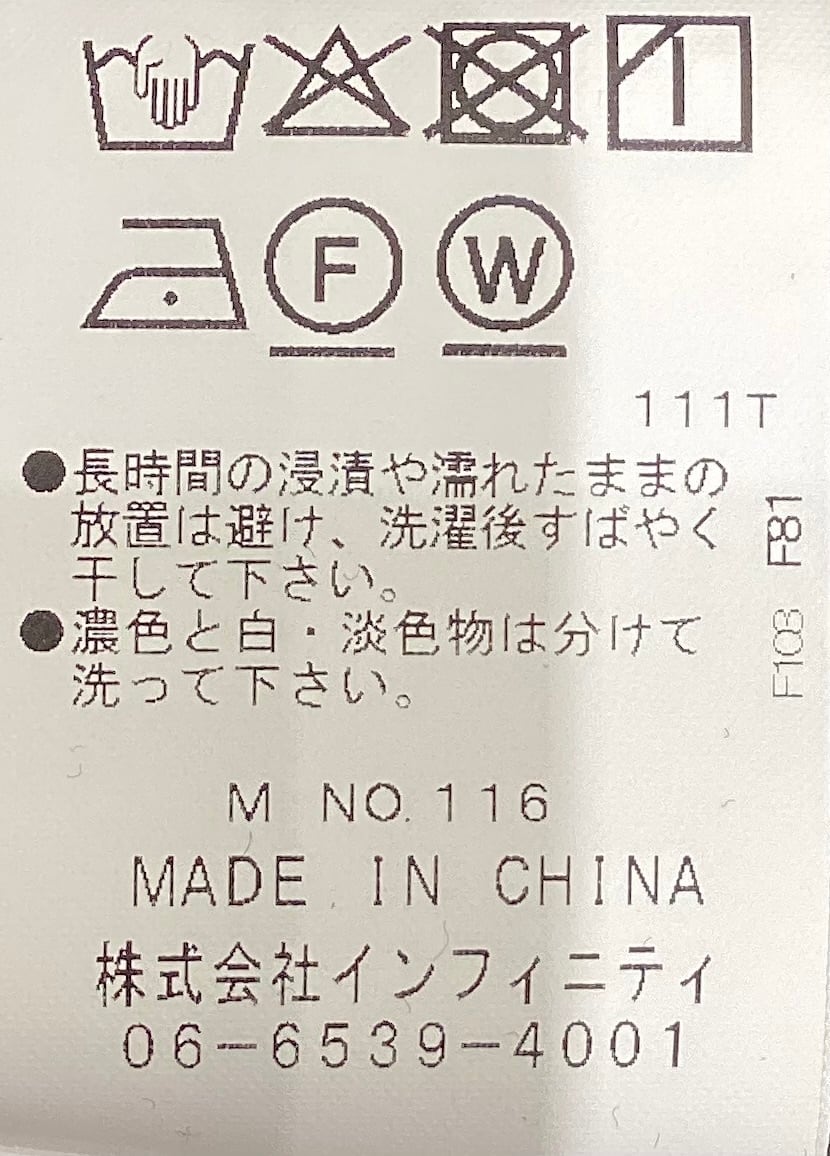 F
W
111T
●長時間の浸漬や濡れたままの
放置は避け、洗濯後すばやく
干して下さい。
●濃色と白・淡色物は分けて
洗って下さい。
F81
F103
M NO.116
MADE IN CHINA
株式会社インフィニティ
06-6539-4001